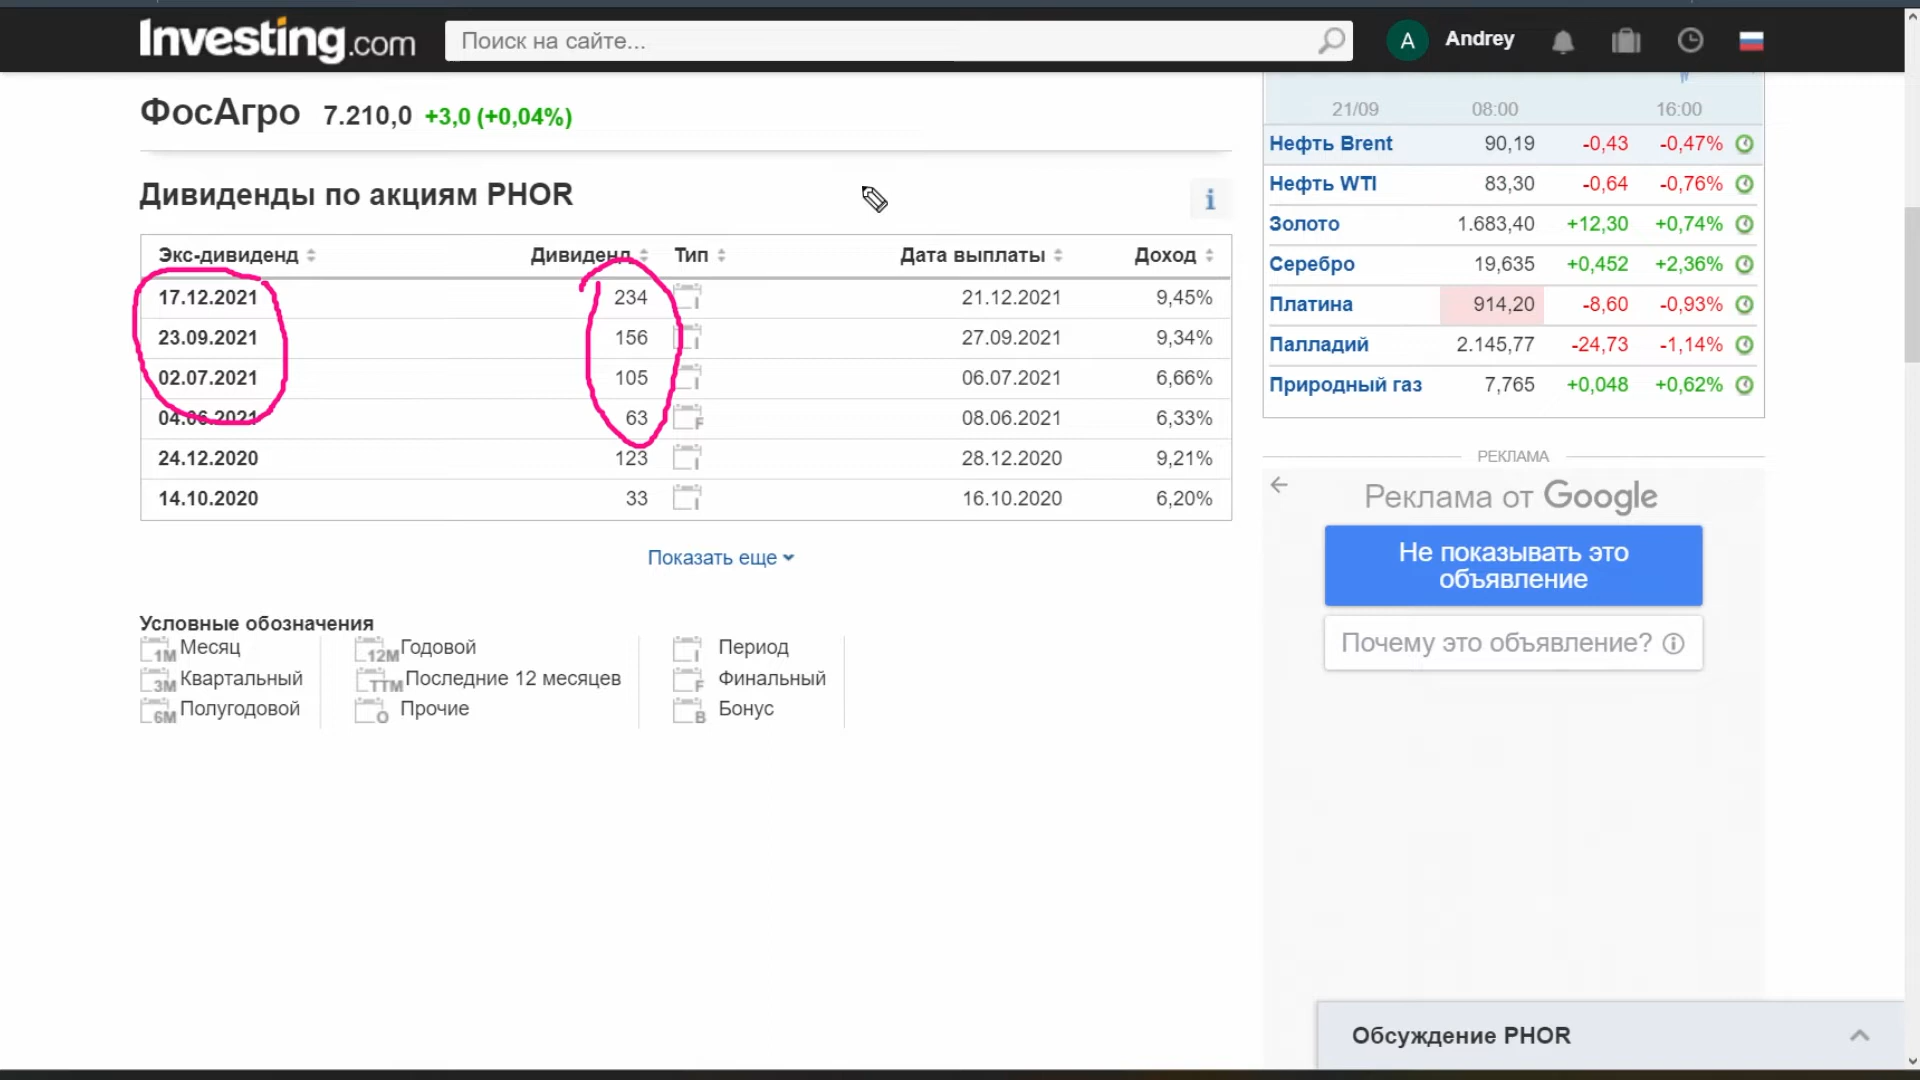 Investing.com
Поиск на сайте...
A
Andrey
ФосАгро 7.210,0 +3,0 (+0,04%)
Дивиденды по акциям PHOR
i
Экс-дивиденд Дивиденд Тип Дата выплаты Доход
17.12.2021 234 I 21.12.2021 9,45%
23.09.2021 156 I 27.09.2021 9,34%
02.07.2021 105 I 06.07.2021 6,66%
04.06.2021 63 F 08.06.2021 6,33%
24.12.2020 123 I 28.12.2020 9,21%
14.10.2020 33 I 16.10.2020 6,20%
Показать еще
Условные обозначения
1M Месяц 12M Годовой I Период
3M Квартальный TTM Последние 12 месяцев F Финальный
6M Полугодовой O Прочие B Бонус
21/09 08:00 16:00
Нефть Brent 90,19 -0,43 -0,47%
Нефть WTI 83,30 -0,64 -0,76%
Золото 1.683,40 +12,30 +0,74%
Серебро 19,635 +0,452 +2,36%
Платина 914,20 -8,60 -0,93%
Палладий 2.145,77 -24,73 -1,14%
Природный газ 7,765 +0,048 +0,62%
РЕКЛАМА
Реклама от Google
Не показывать это
объявление
Почему это объявление?
Обсуждение PHOR